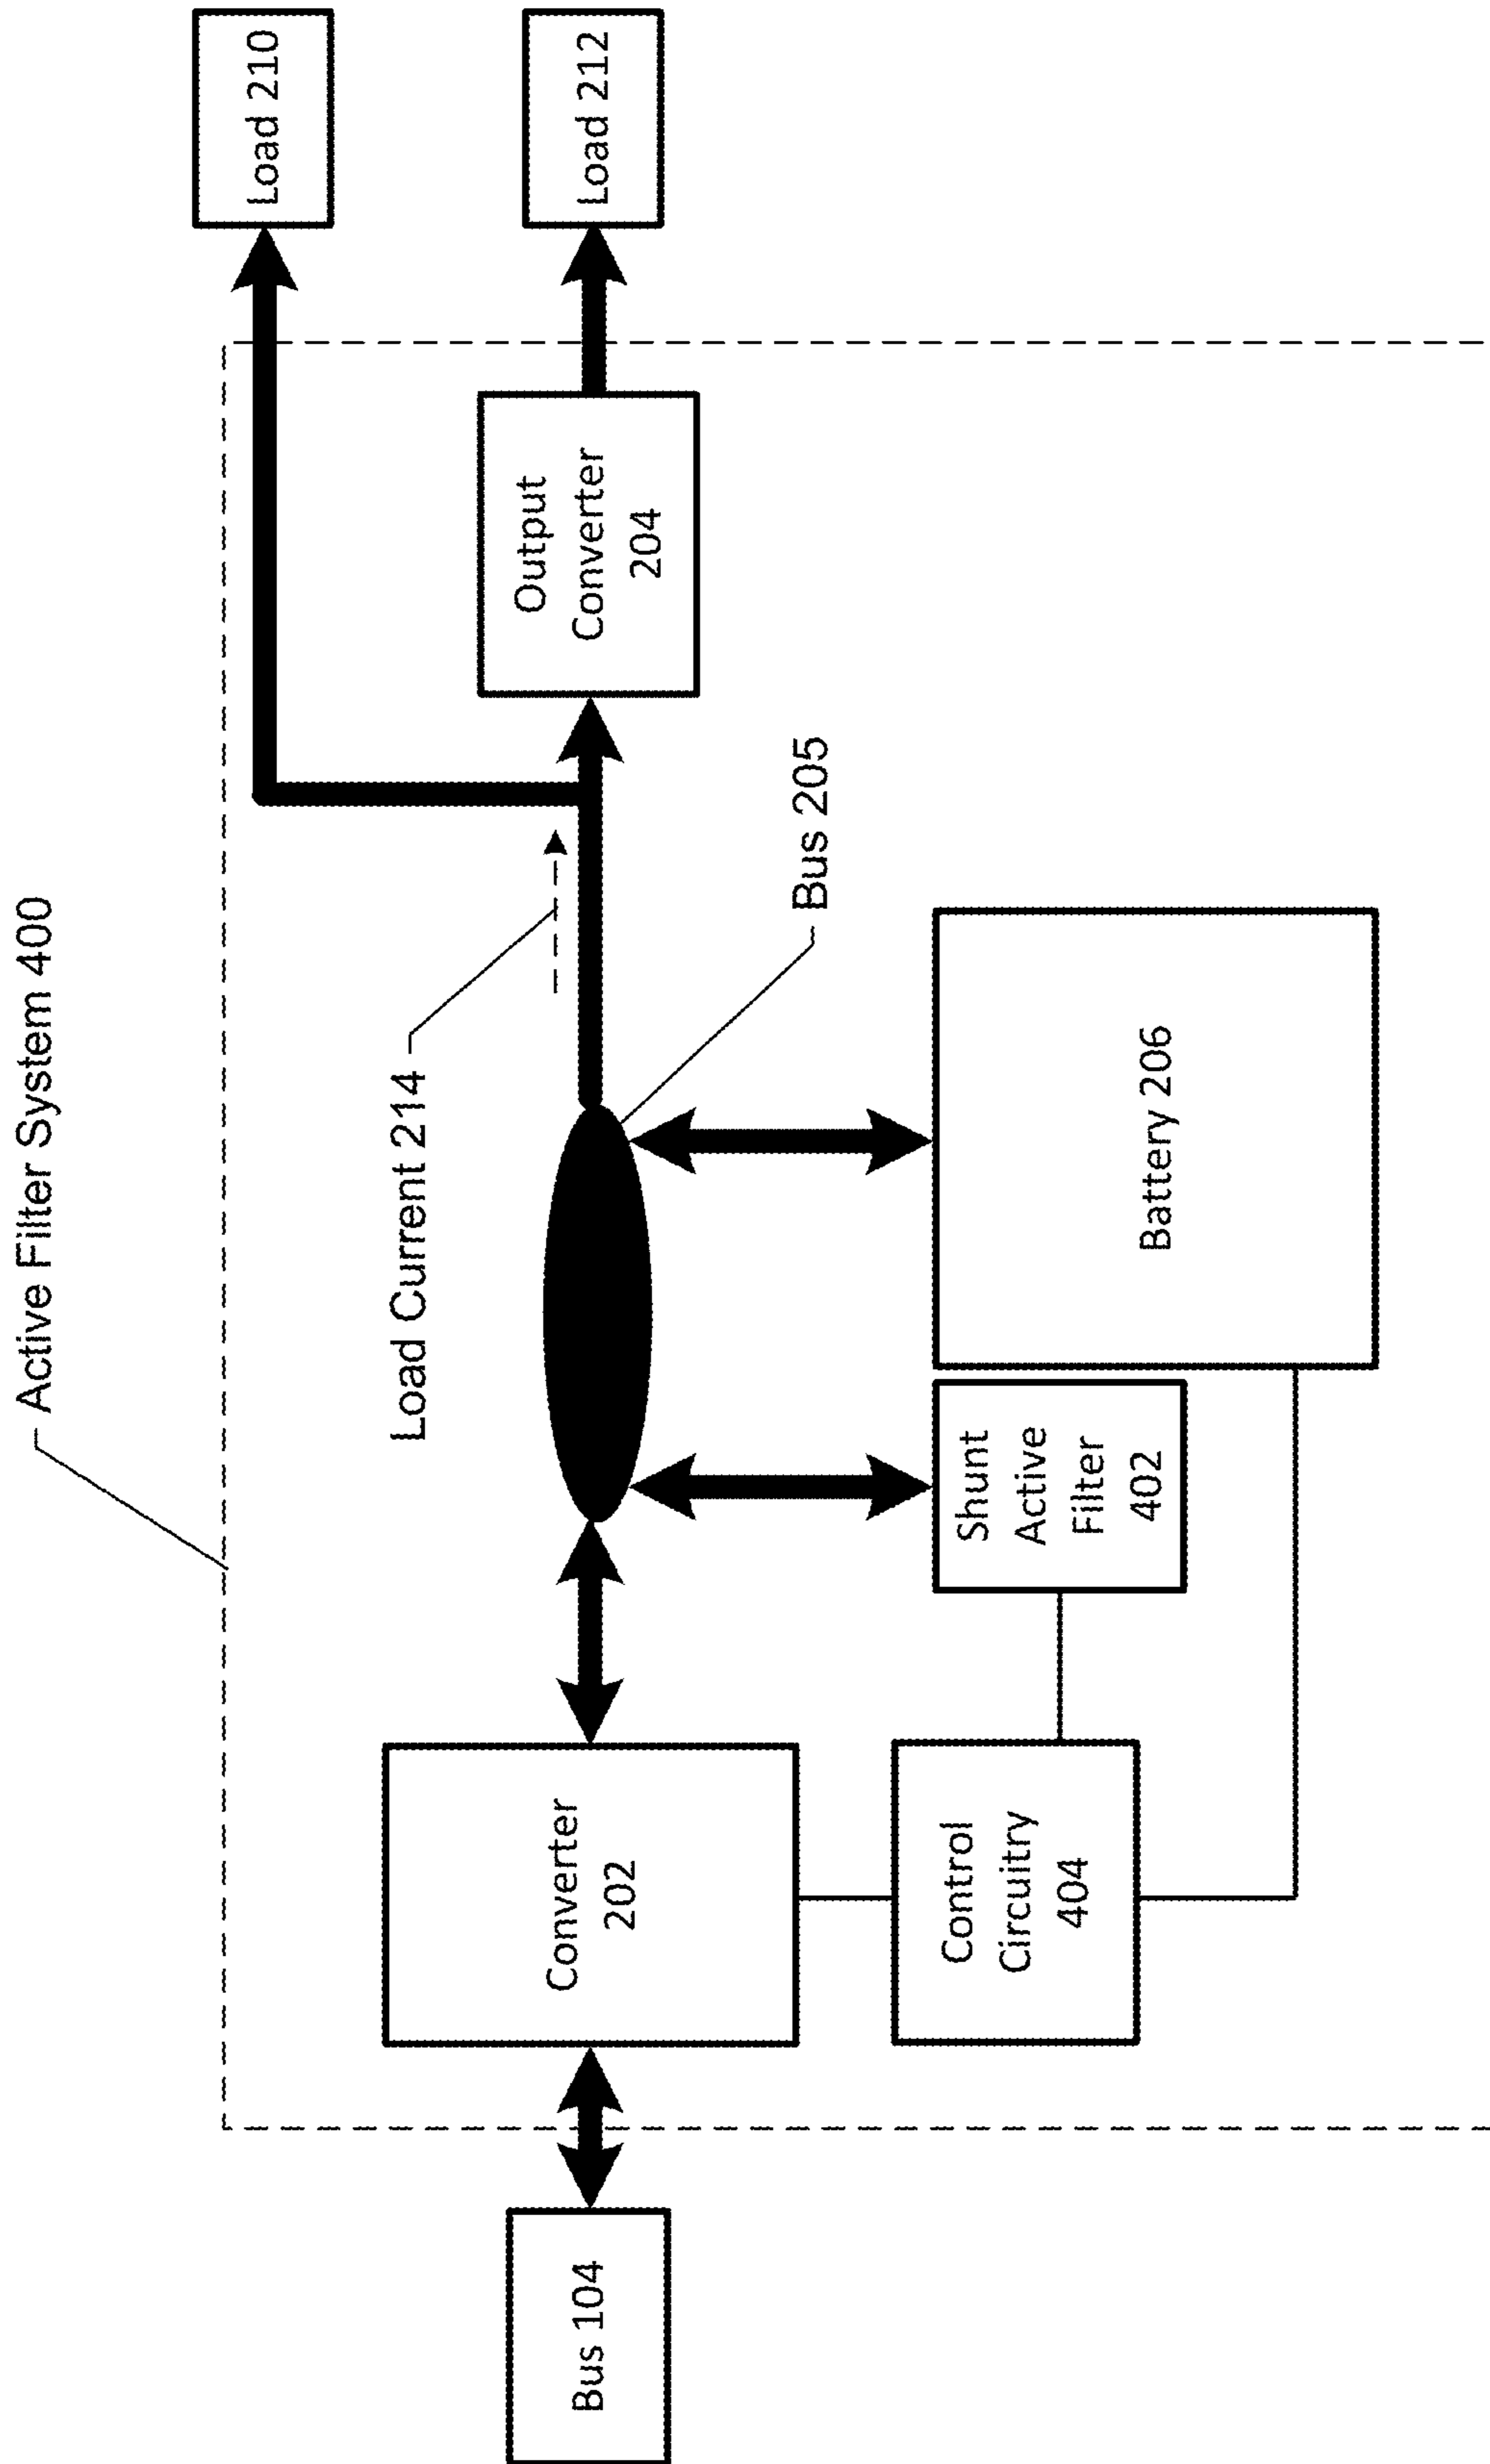 Active Filter System 400
Load 210
Load Current 214
Load 212
Output
Converter
204
Bus 205
Bus 104
Converter
202
Control
Circuitry
404
Shunt
Active
Filter
402
Battery 206